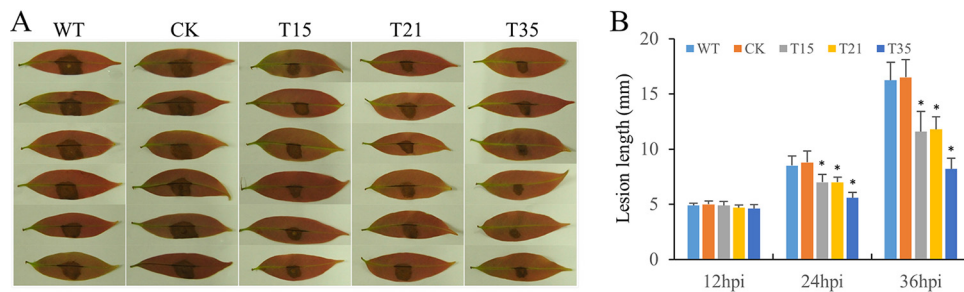 A
WT CK T15 T21 T35
B
WT CK T15 T21 T35
Lesion length (mm)
20
15
10
5
0
* * *
* * *
12hpi 24hpi 36hpi